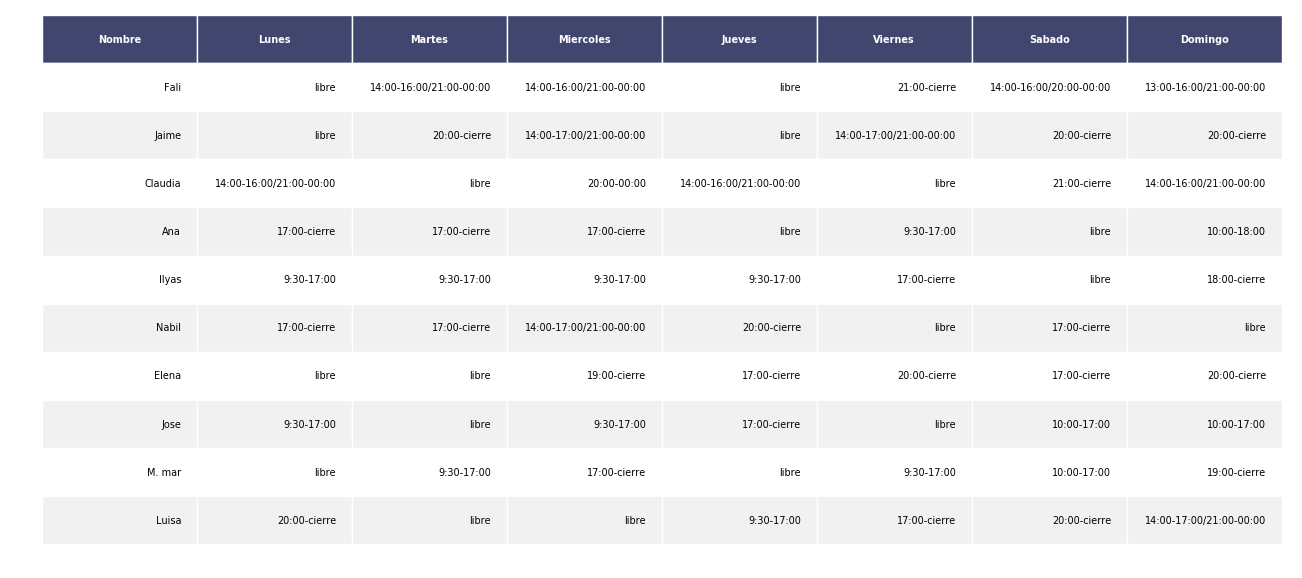 Nombre Lunes Martes Miercoles Jueves Viernes Sabado Domingo
Fali libre 14:00-16:00/21:00-00:00 14:00-16:00/21:00-00:00 libre 21:00-cierre 14:00-16:00/20:00-00:00 13:00-16:00/21:00-00:00
Jaime libre 20:00-cierre 14:00-17:00/21:00-00:00 libre 14:00-17:00/21:00-00:00 20:00-cierre 20:00-cierre
Claudia 14:00-16:00/21:00-00:00 libre 20:00-00:00 14:00-16:00/21:00-00:00 libre 21:00-cierre 14:00-16:00/21:00-00:00
Ana 17:00-cierre 17:00-cierre 17:00-cierre libre 9:30-17:00 libre 10:00-18:00
Ilyas 9:30-17:00 9:30-17:00 9:30-17:00 9:30-17:00 17:00-cierre libre 18:00-cierre
Nabil 17:00-cierre 17:00-cierre 14:00-17:00/21:00-00:00 20:00-cierre libre 17:00-cierre libre
Elena libre libre 19:00-cierre 17:00-cierre 20:00-cierre 17:00-cierre 20:00-cierre
Jose 9:30-17:00 libre 9:30-17:00 17:00-cierre libre 10:00-17:00 10:00-17:00
M. mar libre 9:30-17:00 17:00-cierre libre 9:30-17:00 10:00-17:00 19:00-cierre
Luisa 20:00-cierre libre libre 9:30-17:00 17:00-cierre 20:00-cierre 14:00-17:00/21:00-00:00